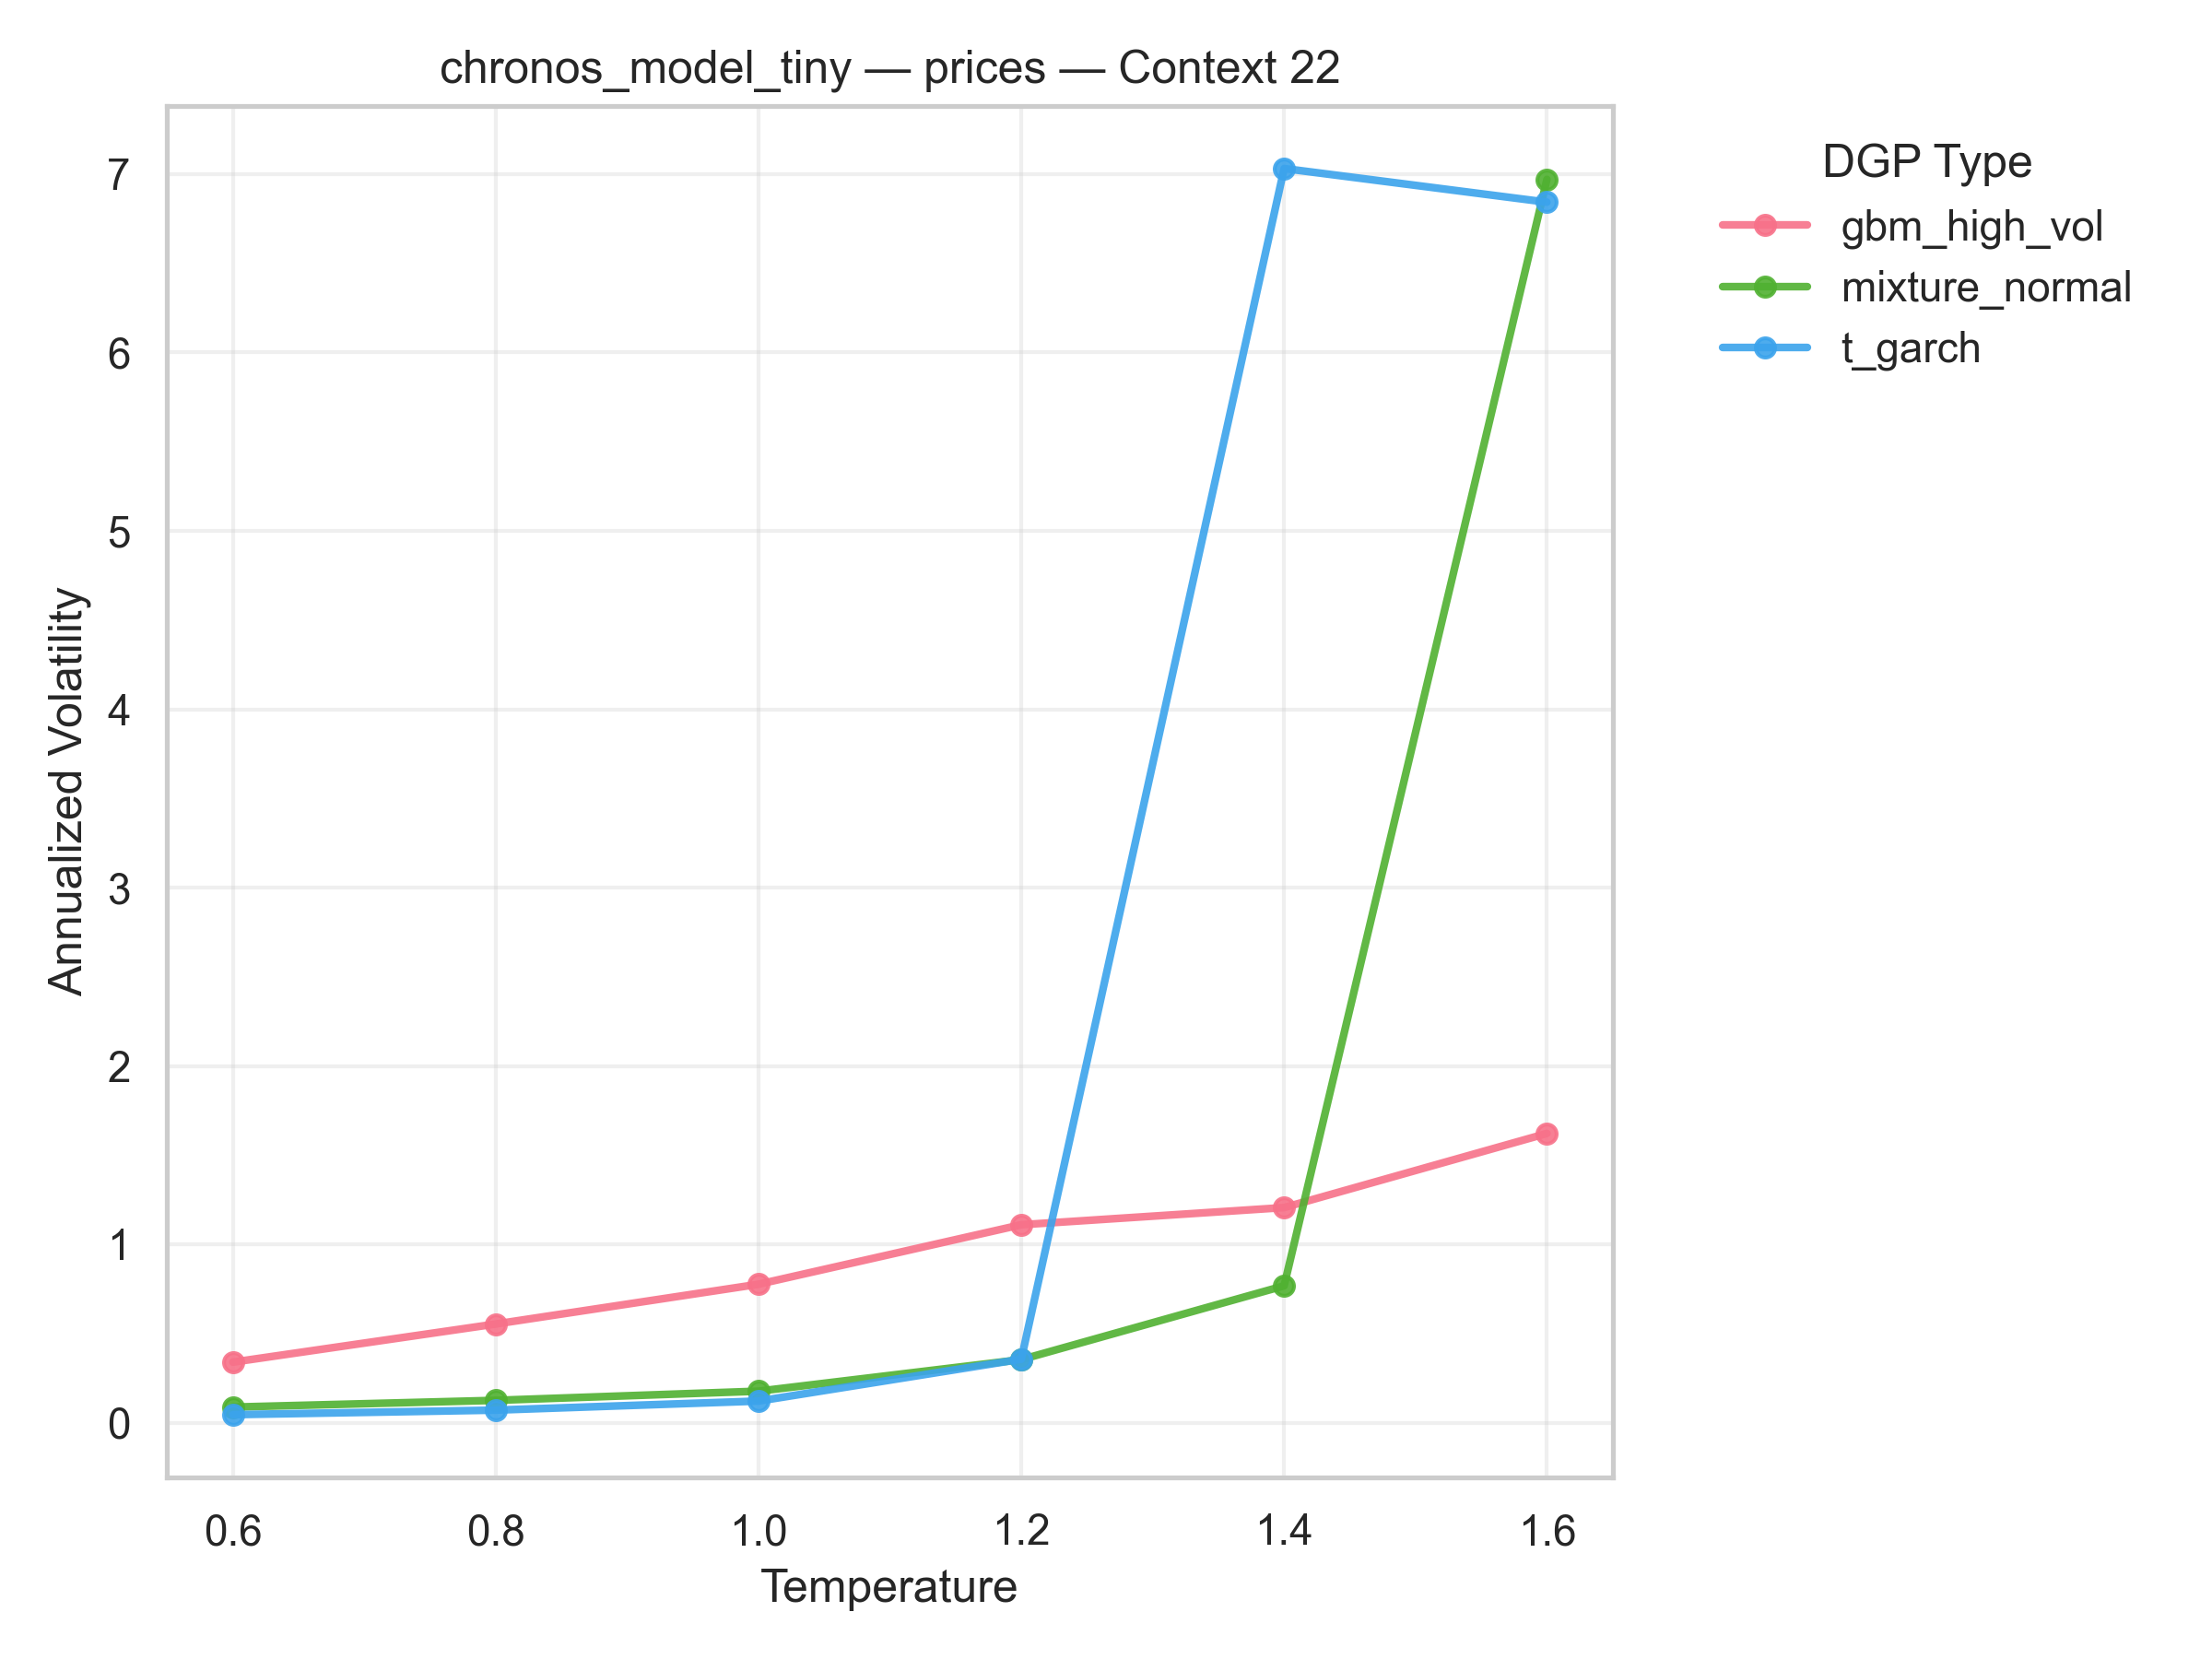 chronos_model_tiny — prices — Context 22
DGP Type
gbm_high_vol
mixture_normal
t_garch
Annualized Volatility
7
6
5
4
3
2
1
0
0.6 0.8 1.0 1.2 1.4 1.6
Temperature